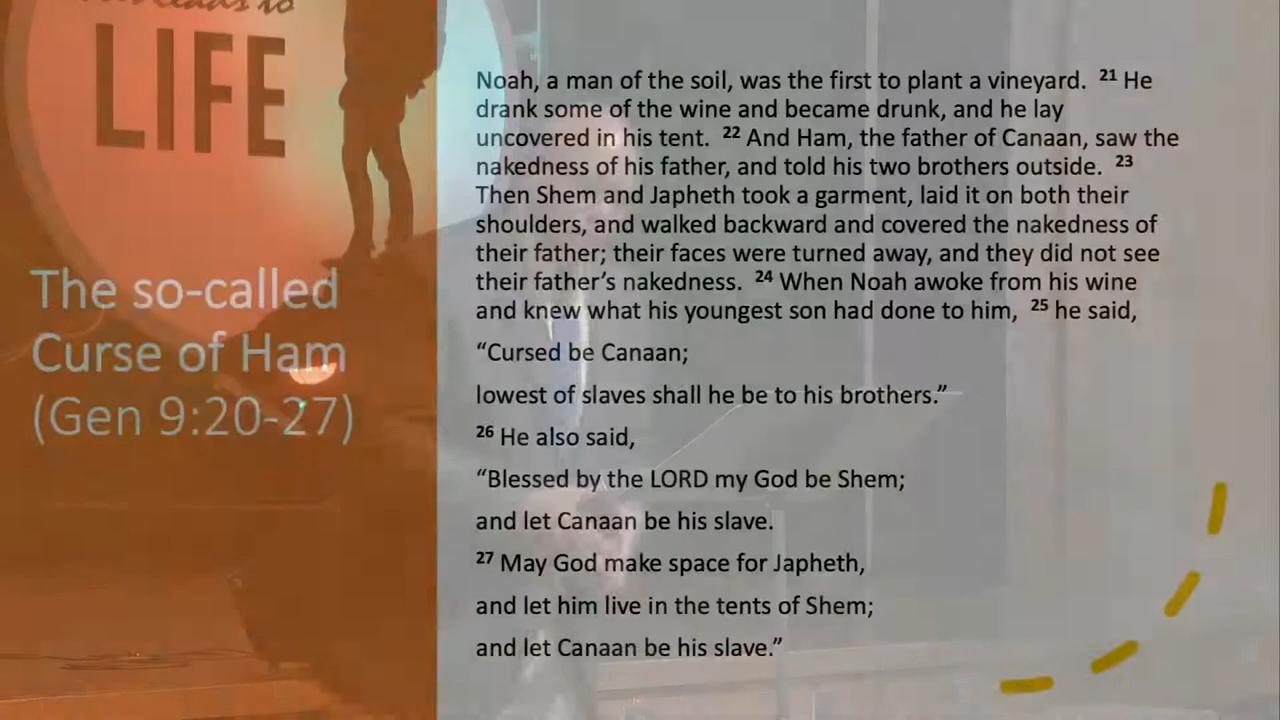 leads to
LIFE
The so-called
Curse of Ham
(Gen 9:20-27)
Noah, a man of the soil, was the first to plant a vineyard. 21 He
drank some of the wine and became drunk, and he lay
uncovered in his tent. 22 And Ham, the father of Canaan, saw the
nakedness of his father, and told his two brothers outside. 23
Then Shem and Japheth took a garment, laid it on both their
shoulders, and walked backward and covered the nakedness of
their father; their faces were turned away, and they did not see
their father’s nakedness. 24 When Noah awoke from his wine
and knew what his youngest son had done to him, 25 he said,
“Cursed be Canaan;
lowest of slaves shall he be to his brothers.”
26 He also said,
“Blessed by the LORD my God be Shem;
and let Canaan be his slave.
27 May God make space for Japheth,
and let him live in the tents of Shem;
and let Canaan be his slave.”